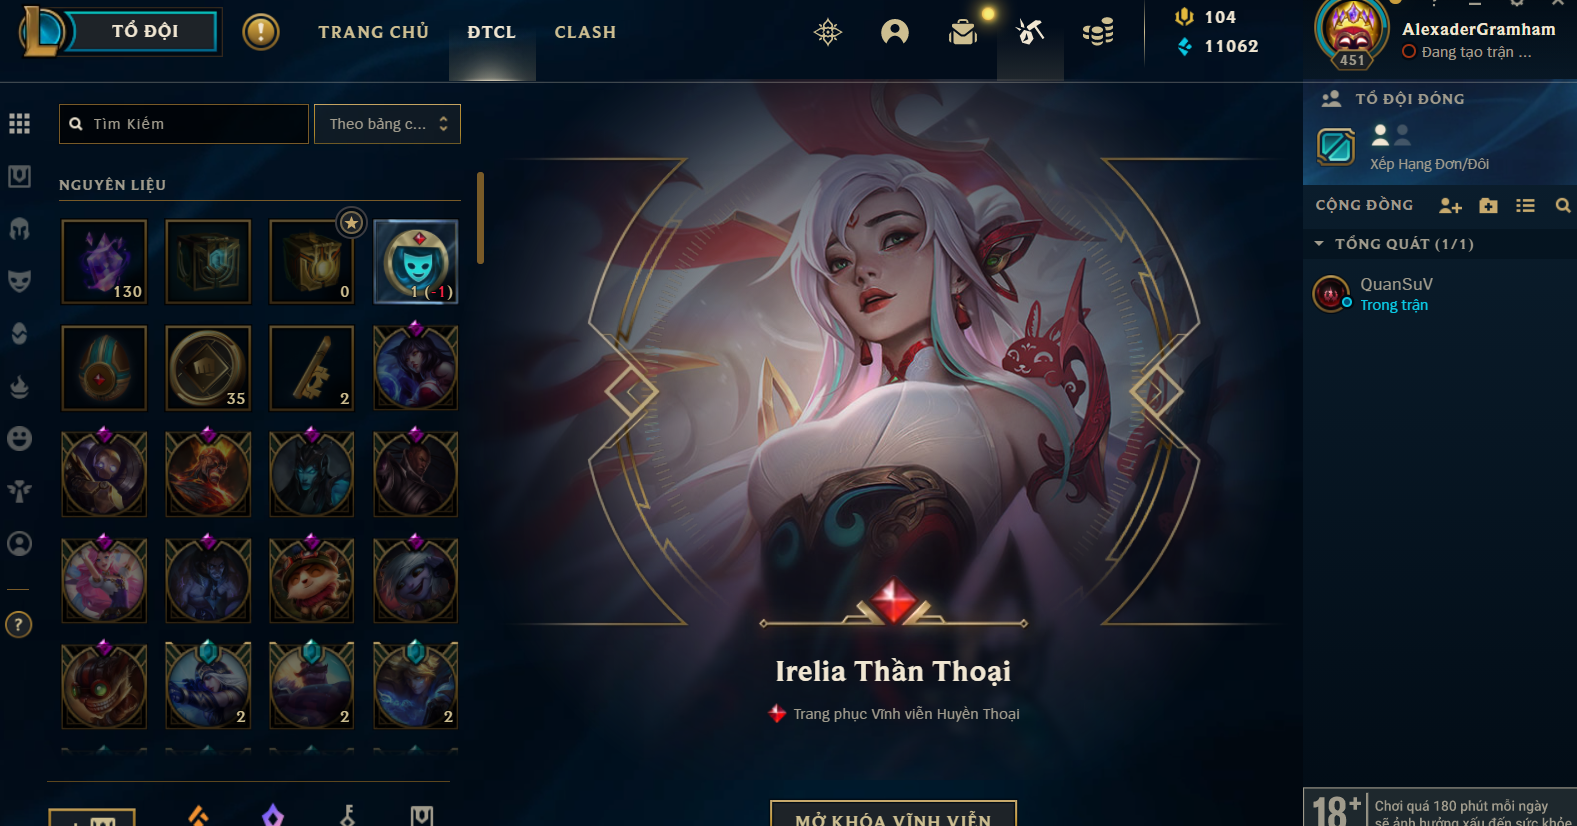 TỔ ĐỘI
TRANG CHỦ
ĐTCL
CLASH
104
11062
451
AlexaderGramham
Đang tạo trận ...
TỔ ĐỘI ĐÓNG
Xếp Hạng Đơn/Đôi
CỘNG ĐỒNG
TỔNG QUÁT (1/1)
QuanSuV
Trong trận
Tìm Kiếm
Theo bảng c...
NGUYÊN LIỆU
130
0
1 (-1)
35
2
2
2
2
?
Irelia Thần Thoại
Trang phục Vĩnh viễn Huyền Thoại
MỞ KHÓA VĨNH VIỄN
18+
Chơi quá 180 phút mỗi ngày
sẽ ảnh hưởng xấu đến sức khỏe